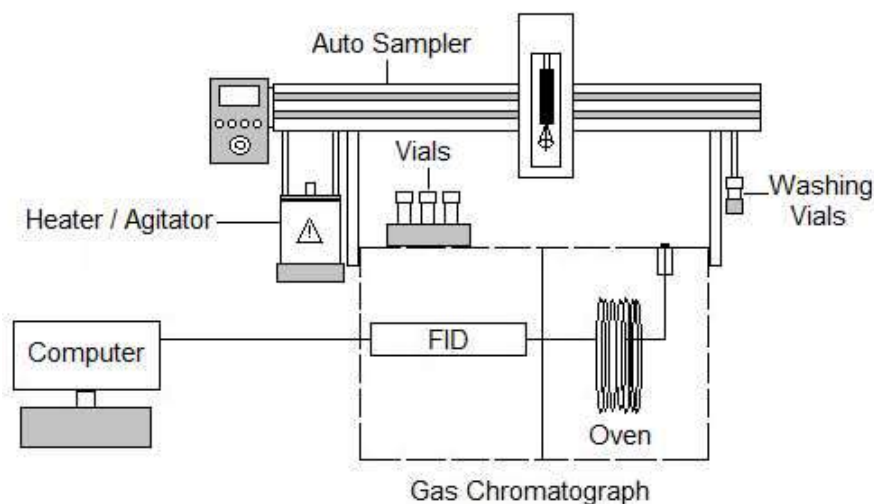 Auto Sampler
Vials
Washing
Vials
Heater / Agitator
Computer
FID
Oven
Gas Chromatograph